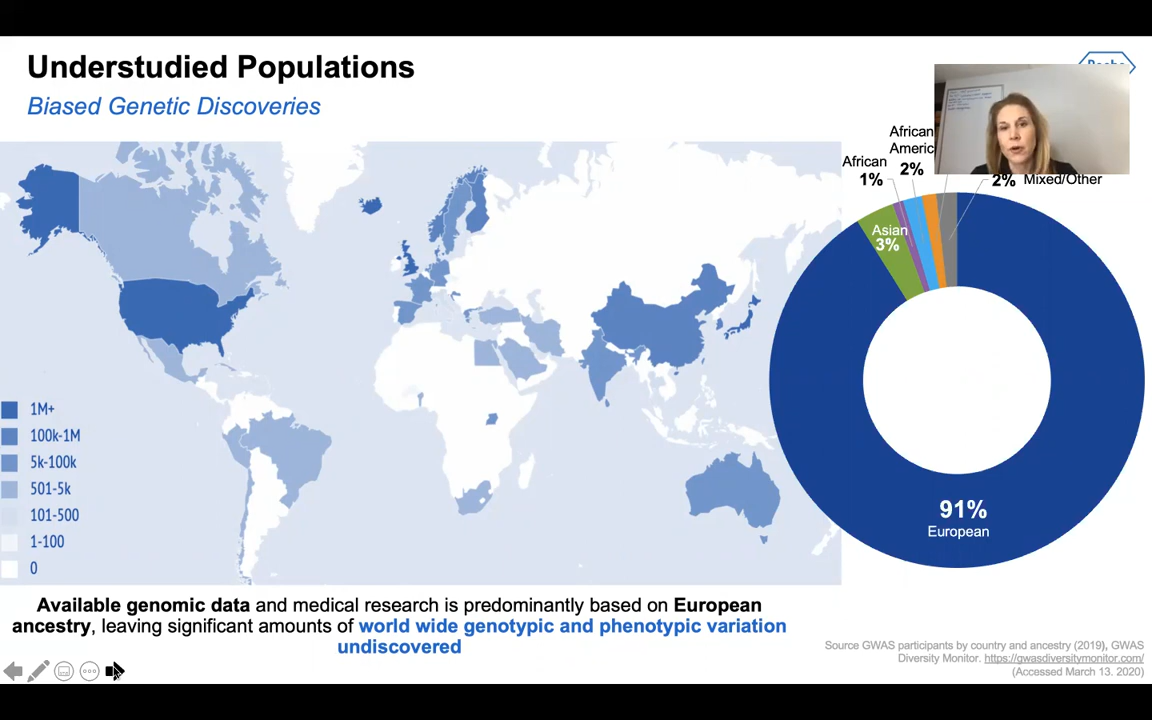 Understudied Populations
Biased Genetic Discoveries
African
Americ
2%
African
1%
2% Mixed/Other
Asian
3%
91%
European
1M+
100k-1M
5k-100k
501-5k
101-500
1-100
0
Available genomic data and medical research is predominantly based on European
ancestry, leaving significant amounts of world wide genotypic and phenotypic variation
undiscovered
Source GWAS participants by country and ancestry (2019), GWAS
Diversity Monitor. https://gwasdiversitymonitor.com/
(Accessed March 13. 2020)